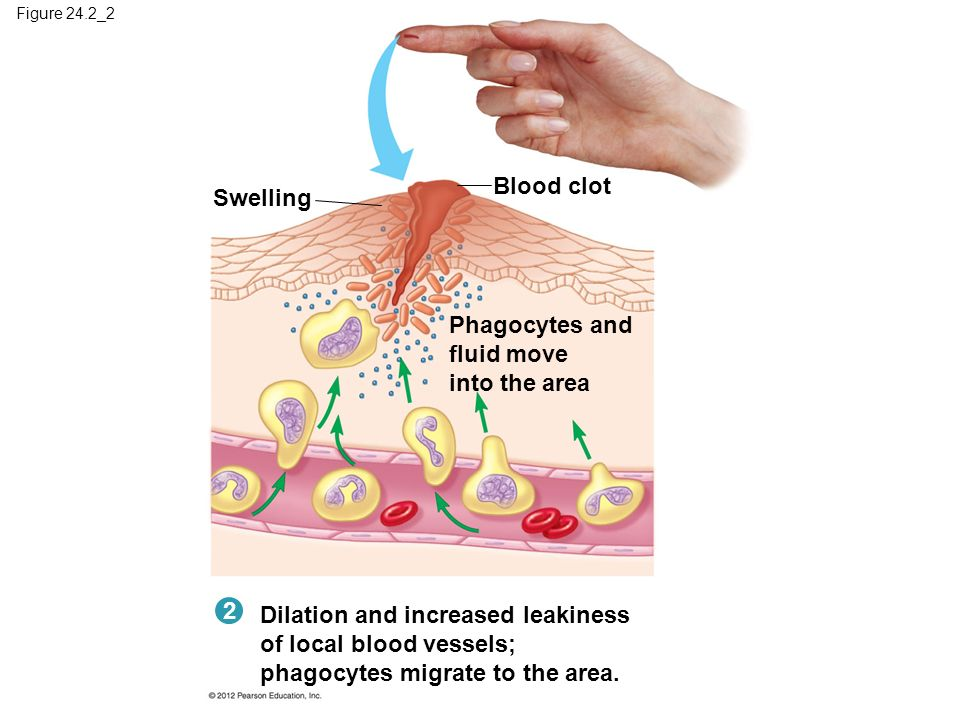 Figure 24.2_2
Swelling
Blood clot
Phagocytes and
fluid move
into the area
2
Dilation and increased leakiness
of local blood vessels;
phagocytes migrate to the area.
© 2012 Pearson Education, Inc.